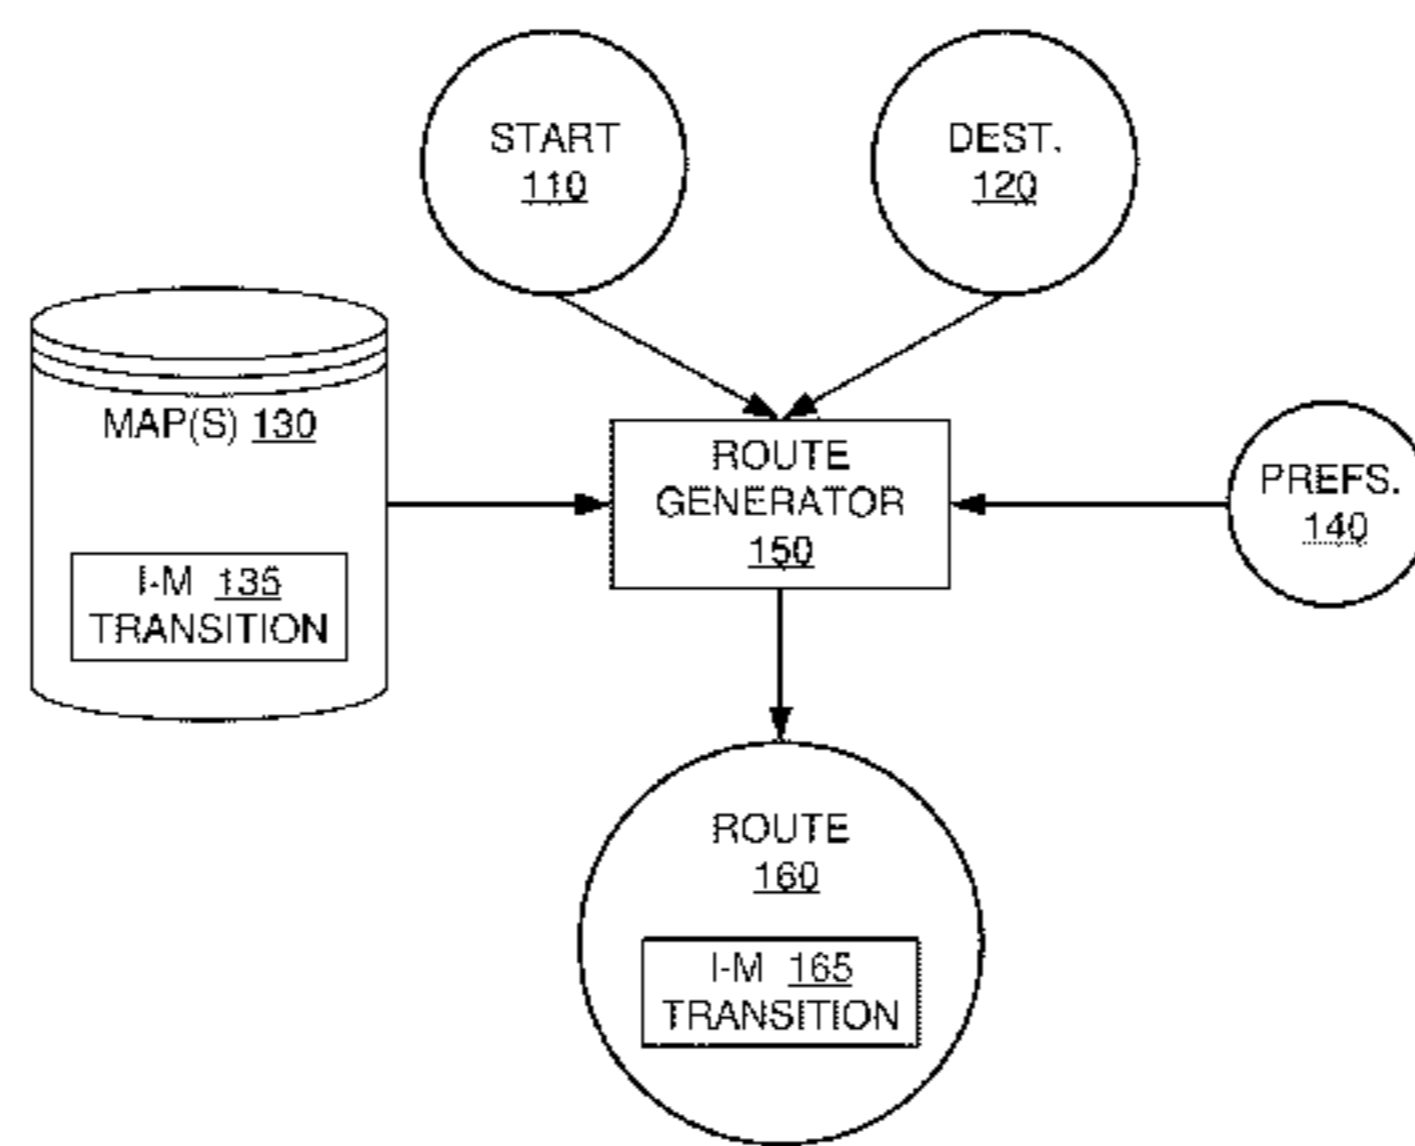 START
110
DEST.
120
MAP(S) 130
I-M 135
TRANSITION
ROUTE
GENERATOR
150
PREFS.
140
ROUTE
160
I-M 165
TRANSITION